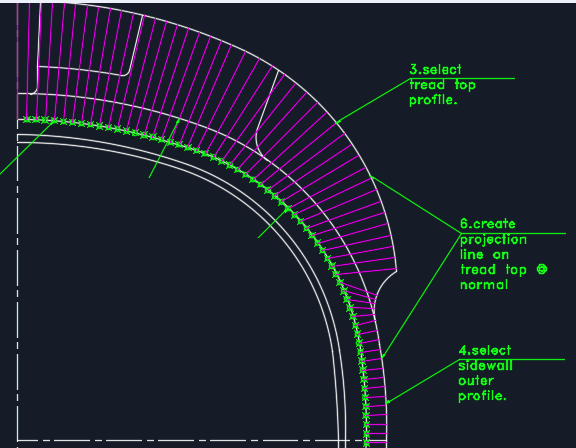 3.select
tread top
profile.
6.create
projection
line on
tread top @
normal
4.select
sidewall
outer
profile.